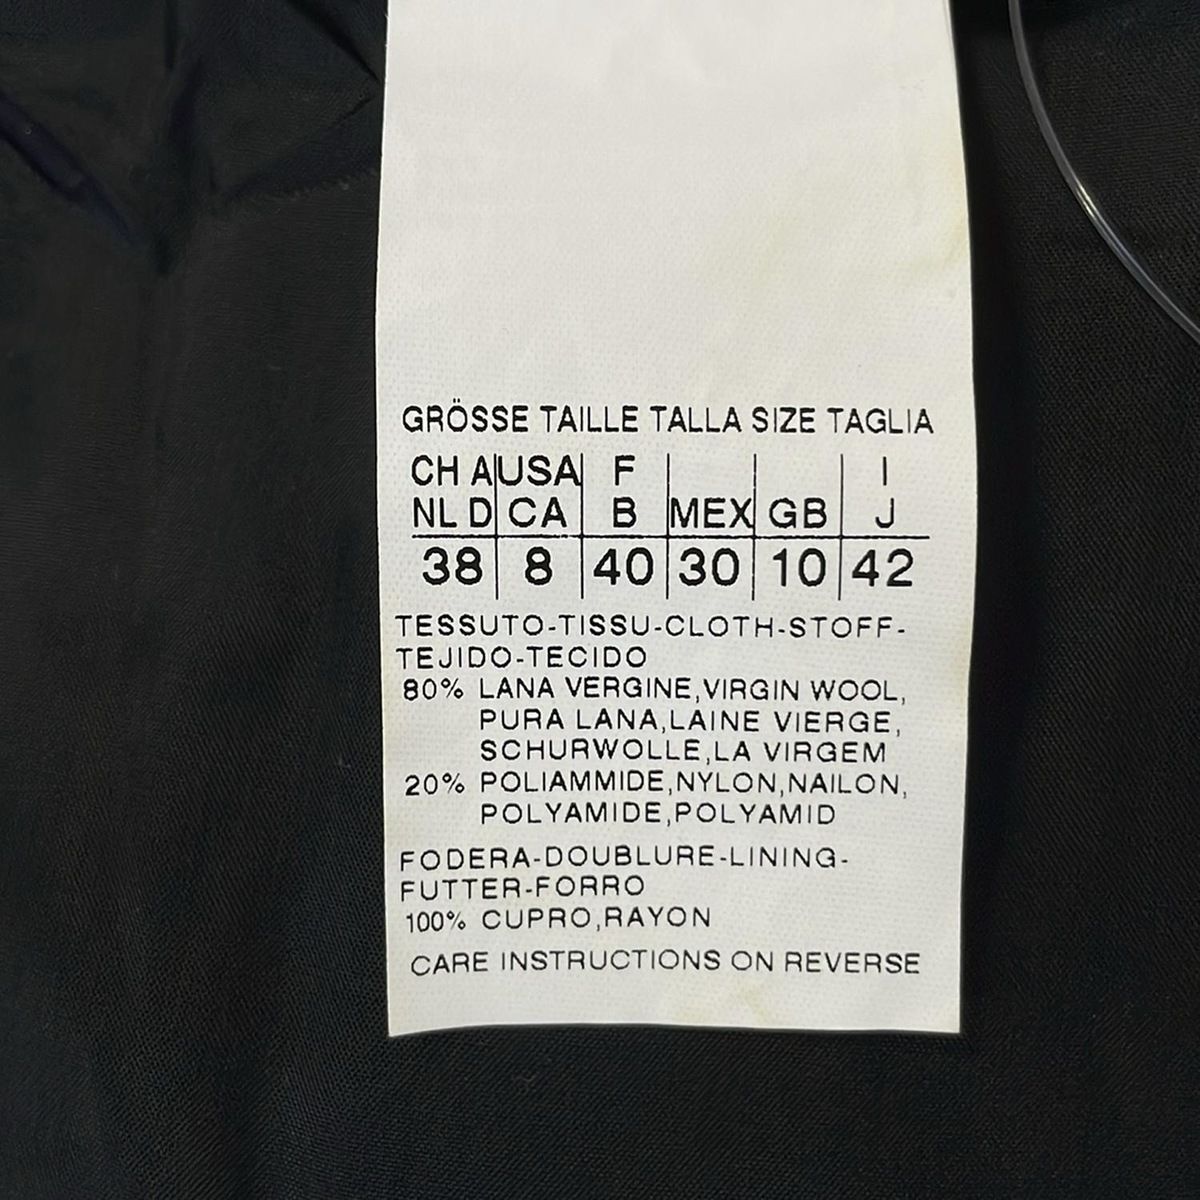 GRÖSSE TAILLE TALLA SIZE TAGLIA
CH A USA F I
NL D CA B MEX GB J
38 8 40 30 10 42
TESSUTO-TISSU-CLOTH-STOFF-
TEJIDO-TECIDO
80% LANA VERGINE,VIRGIN WOOL,
PURA LANA,LAINE VIERGE,
SCHURWOLLE,LA VIRGEM
20% POLIAMMIDE,NYLON,NAILON,
POLYAMIDE,POLYAMID
FODERA-DOUBLURE-LINING-
FUTTER-FORRO
100% CUPRO,RAYON
CARE INSTRUCTIONS ON REVERSE